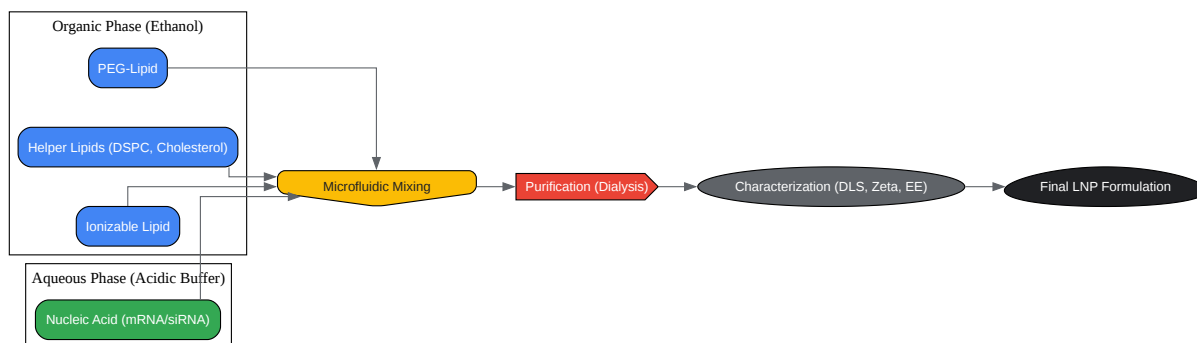 Organic Phase (Ethanol)
PEG-Lipid
Helper Lipids (DSPC, Cholesterol)
Ionizable Lipid
Aqueous Phase (Acidic Buffer)
Nucleic Acid (mRNA/siRNA)
Microfluidic Mixing
Purification (Dialysis)
Characterization (DLS, Zeta, EE)
Final LNP Formulation